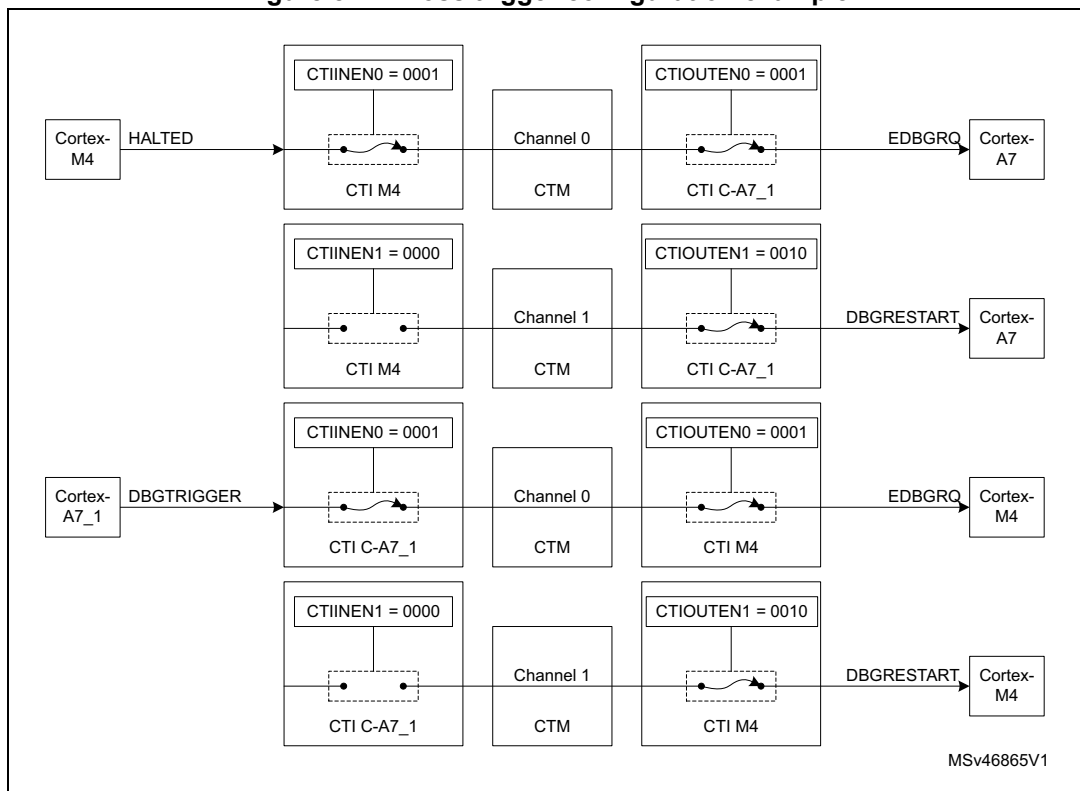 CTIINEN0 = 0001
CTIOUTEN0 = 0001
Cortex-
M4
HALTED
Channel 0
EDBGRQ
Cortex-
A7
CTI M4
CTM
CTI C-A7_1
CTIINEN1 = 0000
CTIOUTEN1 = 0010
Channel 1
DBGRESTART
Cortex-
A7
CTI M4
CTM
CTI C-A7_1
CTIINEN0 = 0001
CTIOUTEN0 = 0001
Cortex-
A7_1
DBGTRIGGER
Channel 0
EDBGRQ
Cortex-
M4
CTI C-A7_1
CTM
CTI M4
CTIINEN1 = 0000
CTIOUTEN1 = 0010
Channel 1
DBGRESTART
Cortex-
M4
CTI C-A7_1
CTM
CTI M4
MSv46865V1